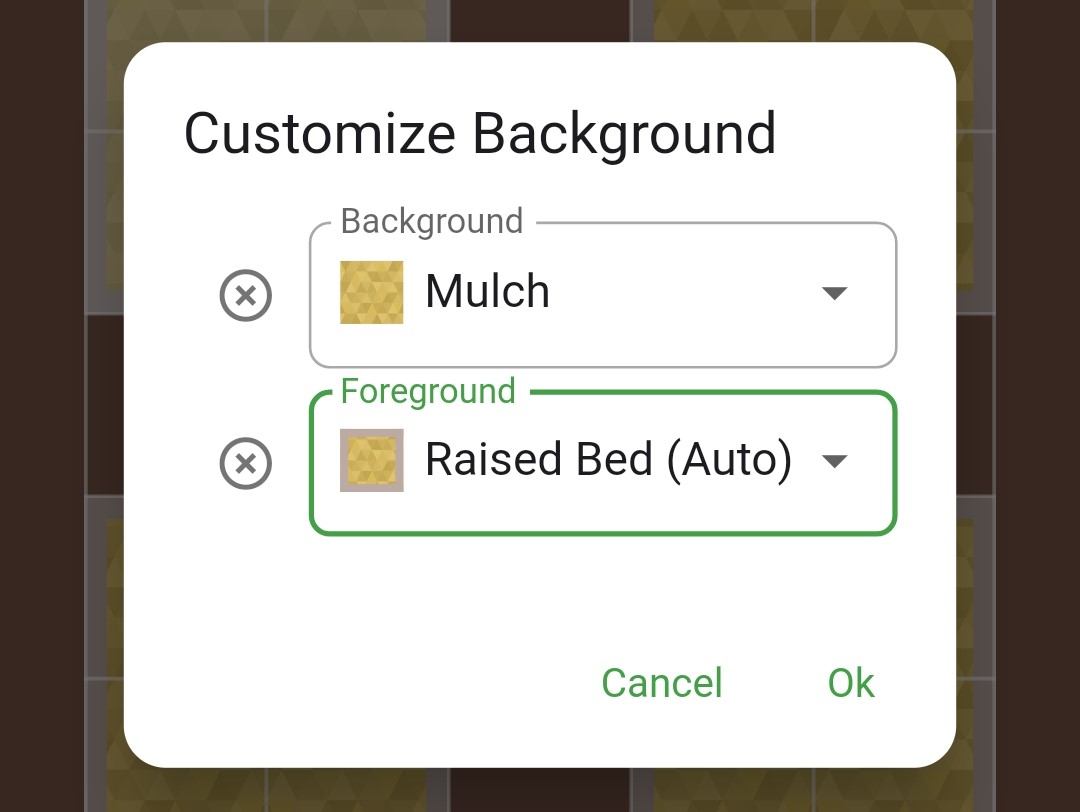 Customize Background
Background
Mulch
Foreground
Raised Bed (Auto)
Cancel
Ok